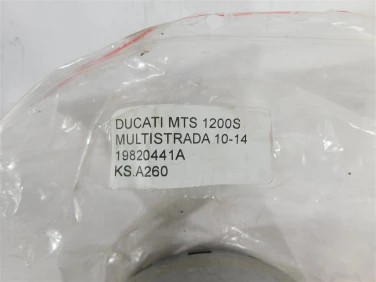 DUCATI MTS 1200S
MULTISTRADA 10-14
19820441A
KS.A260